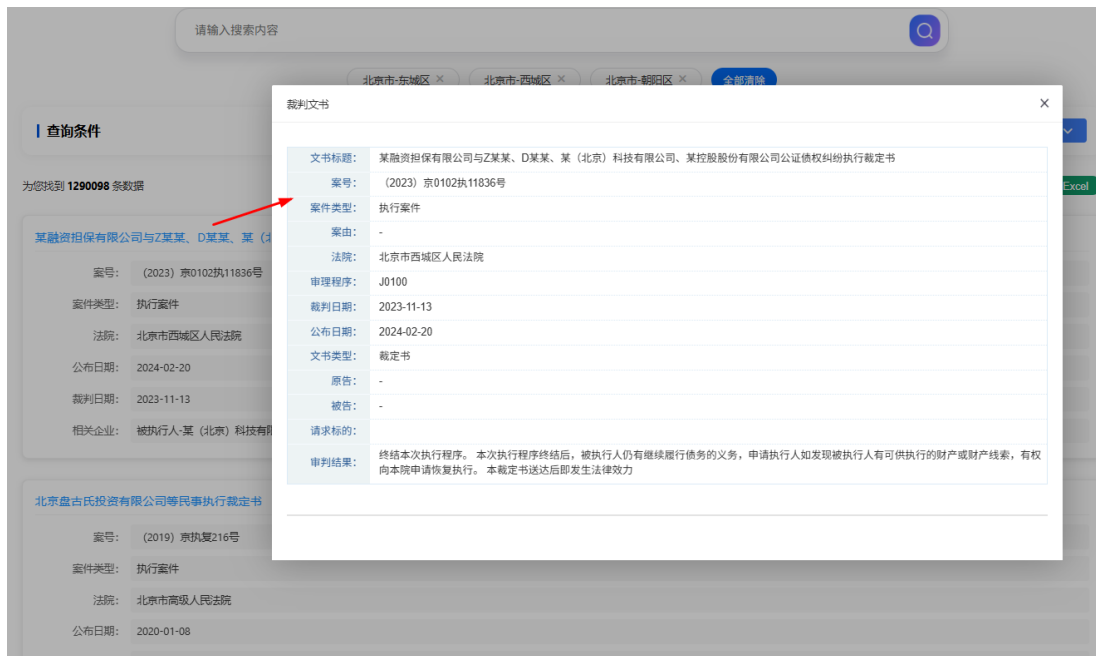 请输入搜索内容
北京市-东城区 ×
北京市-西城区 ×
北京市-朝阳区 ×
全部清除
查询条件
为您找到 1290098 条数据
Excel
某融资担保有限公司与Z某某、D某某、某（北
案号： （2023）京0102执11836号
案件类型： 执行案件
法院： 北京市西城区人民法院
公布日期： 2024-02-20
裁判日期： 2023-11-13
相关企业： 被执行人-某（北京）科技有限
北京盘古氏投资有限公司等民事执行裁定书
案号： （2019）京执复216号
案件类型： 执行案件
法院： 北京市高级人民法院
公布日期： 2020-01-08
裁判文书 ×
文书标题： 某融资担保有限公司与Z某某、D某某、某（北京）科技有限公司、某控股股份有限公司公证债权纠纷执行裁定书
案号： （2023）京0102执11836号
案件类型： 执行案件
案由： -
法院： 北京市西城区人民法院
审理程序： J0100
裁判日期： 2023-11-13
公布日期： 2024-02-20
文书类型： 裁定书
原告： -
被告： -
请求标的：
审判结果： 终结本次执行程序。 本次执行程序终结后，被执行人仍有继续履行债务的义务，申请执行人如发现被执行人有可供执行的财产或财产线索，有权
向本院申请恢复执行。 本裁定书送达后即发生法律效力